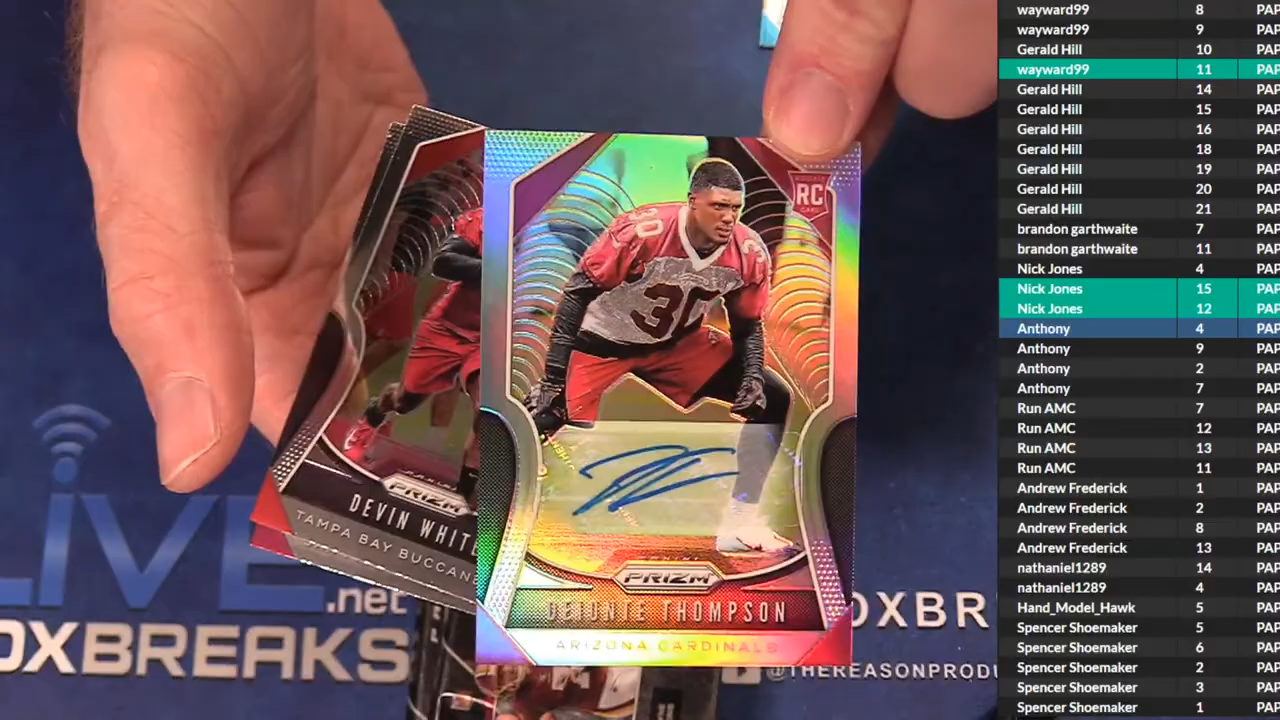 RC
30
30
PRIZM
DEIONTE THOMPSON
ARIZONA CARDINALS
PRIZM
DEVIN WHITE
TAMPA BAY BUCCAN
LIVE
.net
OXBREAKS
OXBR
@THEREASONPRODU
wayward99 8 PAP
wayward99 9 PAP
Gerald Hill 10 PAP
wayward99 11 PAP
Gerald Hill 14 PAP
Gerald Hill 15 PAP
Gerald Hill 16 PAP
Gerald Hill 18 PAP
Gerald Hill 19 PAP
Gerald Hill 20 PAP
Gerald Hill 21 PAP
brandon garthwaite 7 PAP
brandon garthwaite 11 PAP
Nick Jones 4 PAP
Nick Jones 15 PAP
Nick Jones 12 PAP
Anthony 4 PAP
Anthony 9 PAP
Anthony 2 PAP
Anthony 7 PAP
Run AMC 7 PAP
Run AMC 12 PAP
Run AMC 13 PAP
Run AMC 11 PAP
Andrew Frederick 1 PAP
Andrew Frederick 2 PAP
Andrew Frederick 8 PAP
Andrew Frederick 13 PAP
nathaniel1289 14 PAP
nathaniel1289 4 PAP
Hand_Model_Hawk 5 PAP
Spencer Shoemaker 5 PAP
Spencer Shoemaker 6 PAP
Spencer Shoemaker 2 PAP
Spencer Shoemaker 3 PAP
Spencer Shoemaker 1 PAP